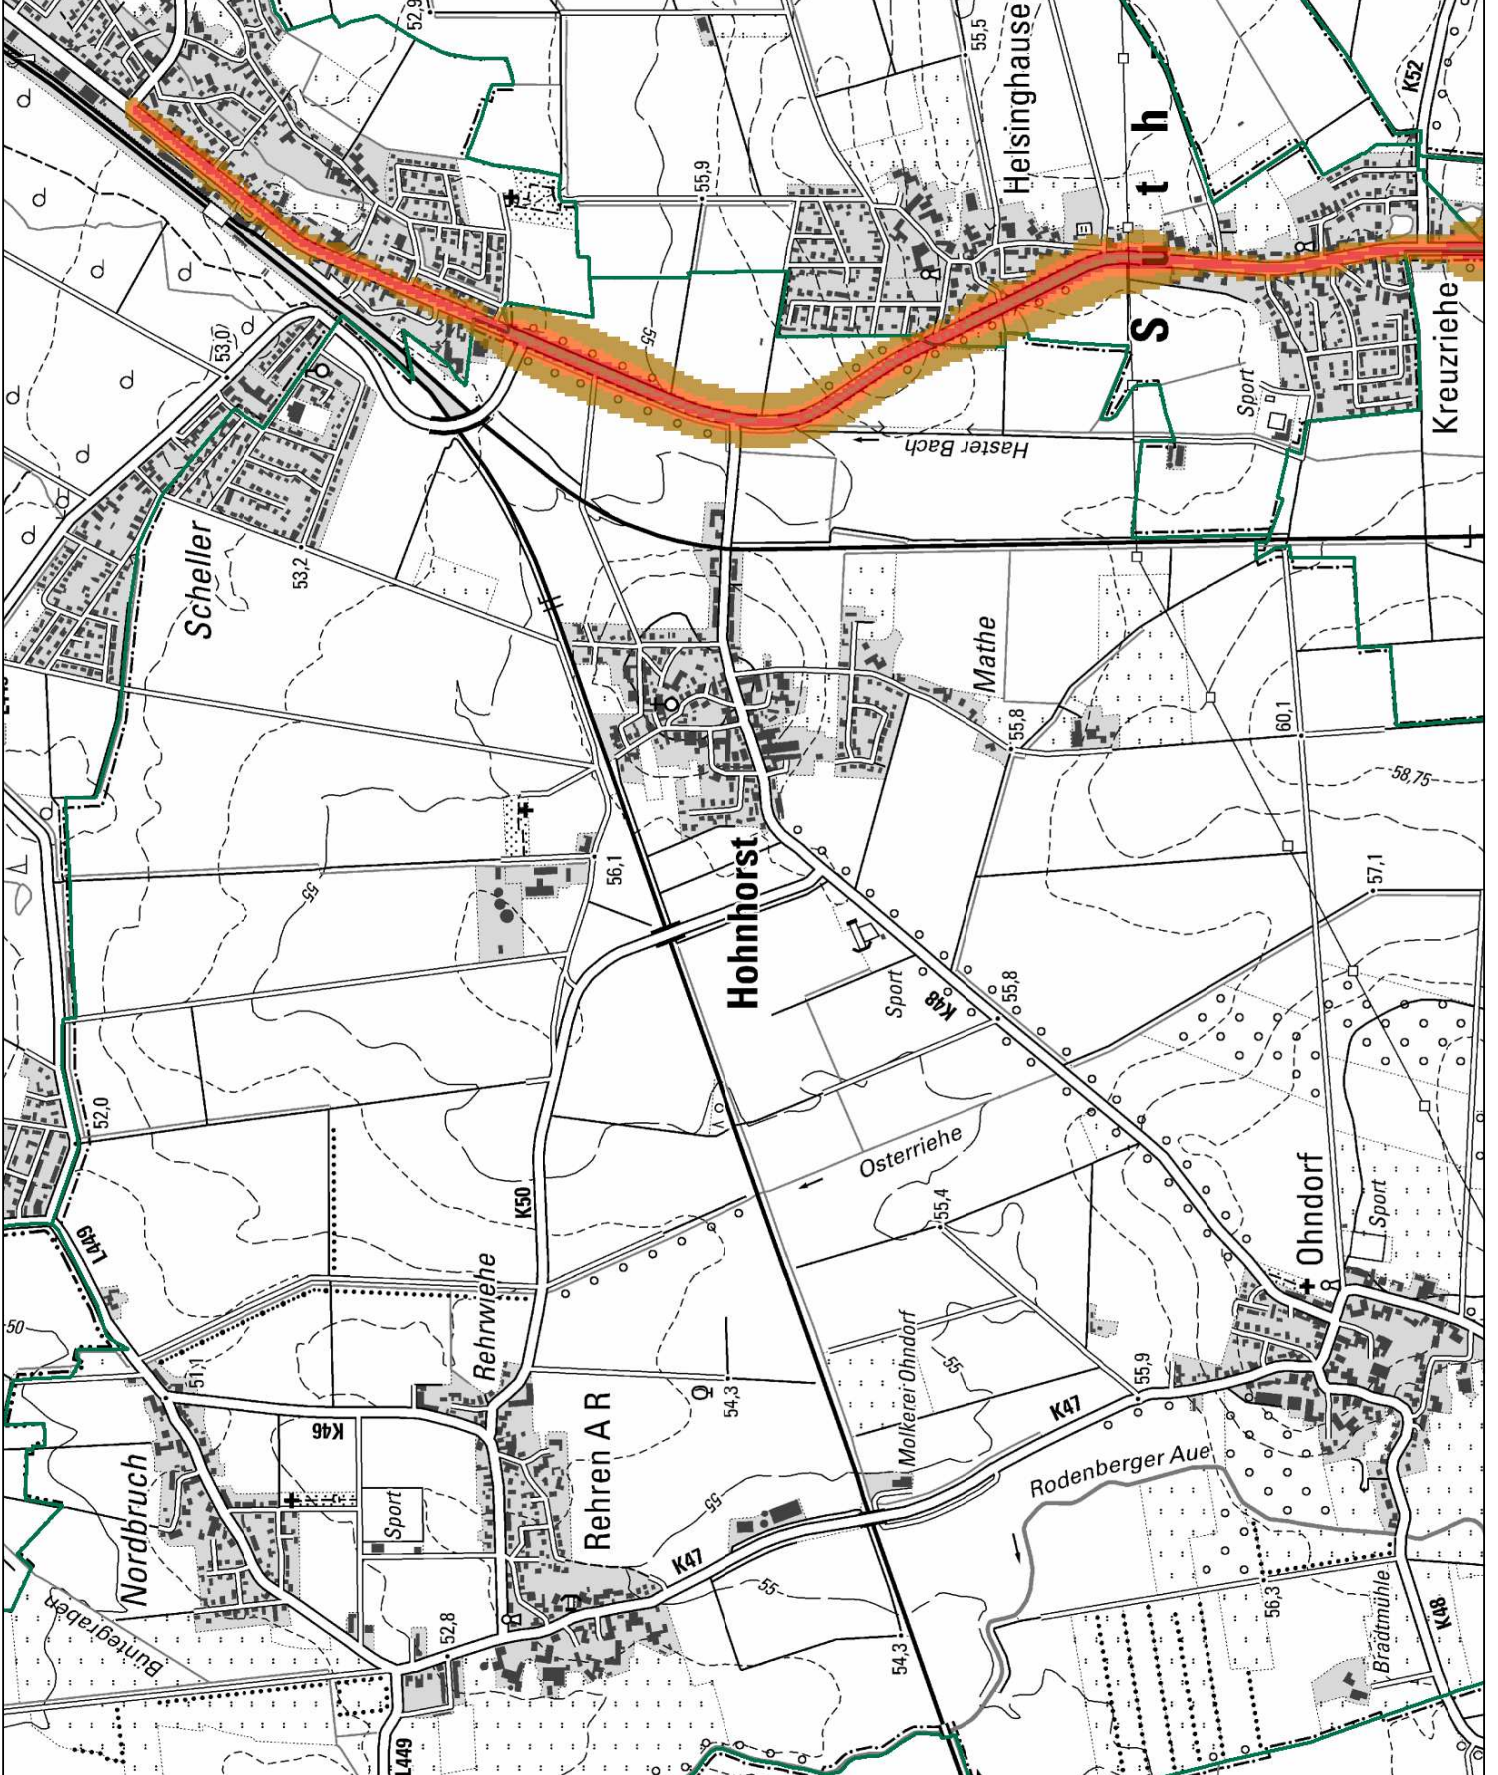 52,9
55,5
Helsinghause
K52
S u t h
55,9
53,0
55
Haster Bach
Sport
Kreuzriehe
Scheller
53,2
Mathe
55,8
60,1
58,75
55
56,1
Hohnhorst
57,1
Sport
K48
55,8
52,0
Osterriehe
K50
L449
55,4
Ohndorf
Sport
50
Rehrwiehe
51,1
K46
54,3
Molkerei Ohndorf
55
55,9
K47
Nordbruch
Rehren A R
Sport
55
Rodenberger Aue
K47
55
Büntegraben
52,8
54,3
56,3
Bradtmühle
K48
L449